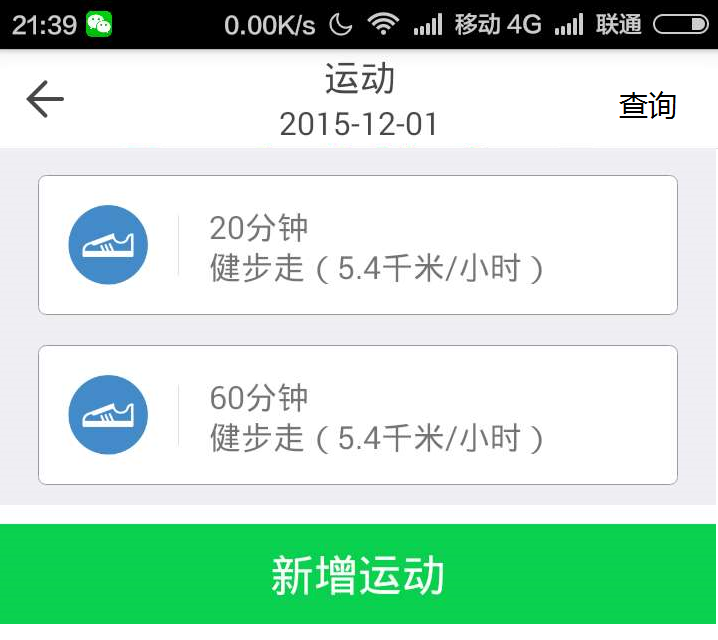 21:39 0.00K/s 移动 4G 联通
运动
2015-12-01
查询
20分钟
健步走（5.4千米/小时）
60分钟
健步走（5.4千米/小时）
新增运动